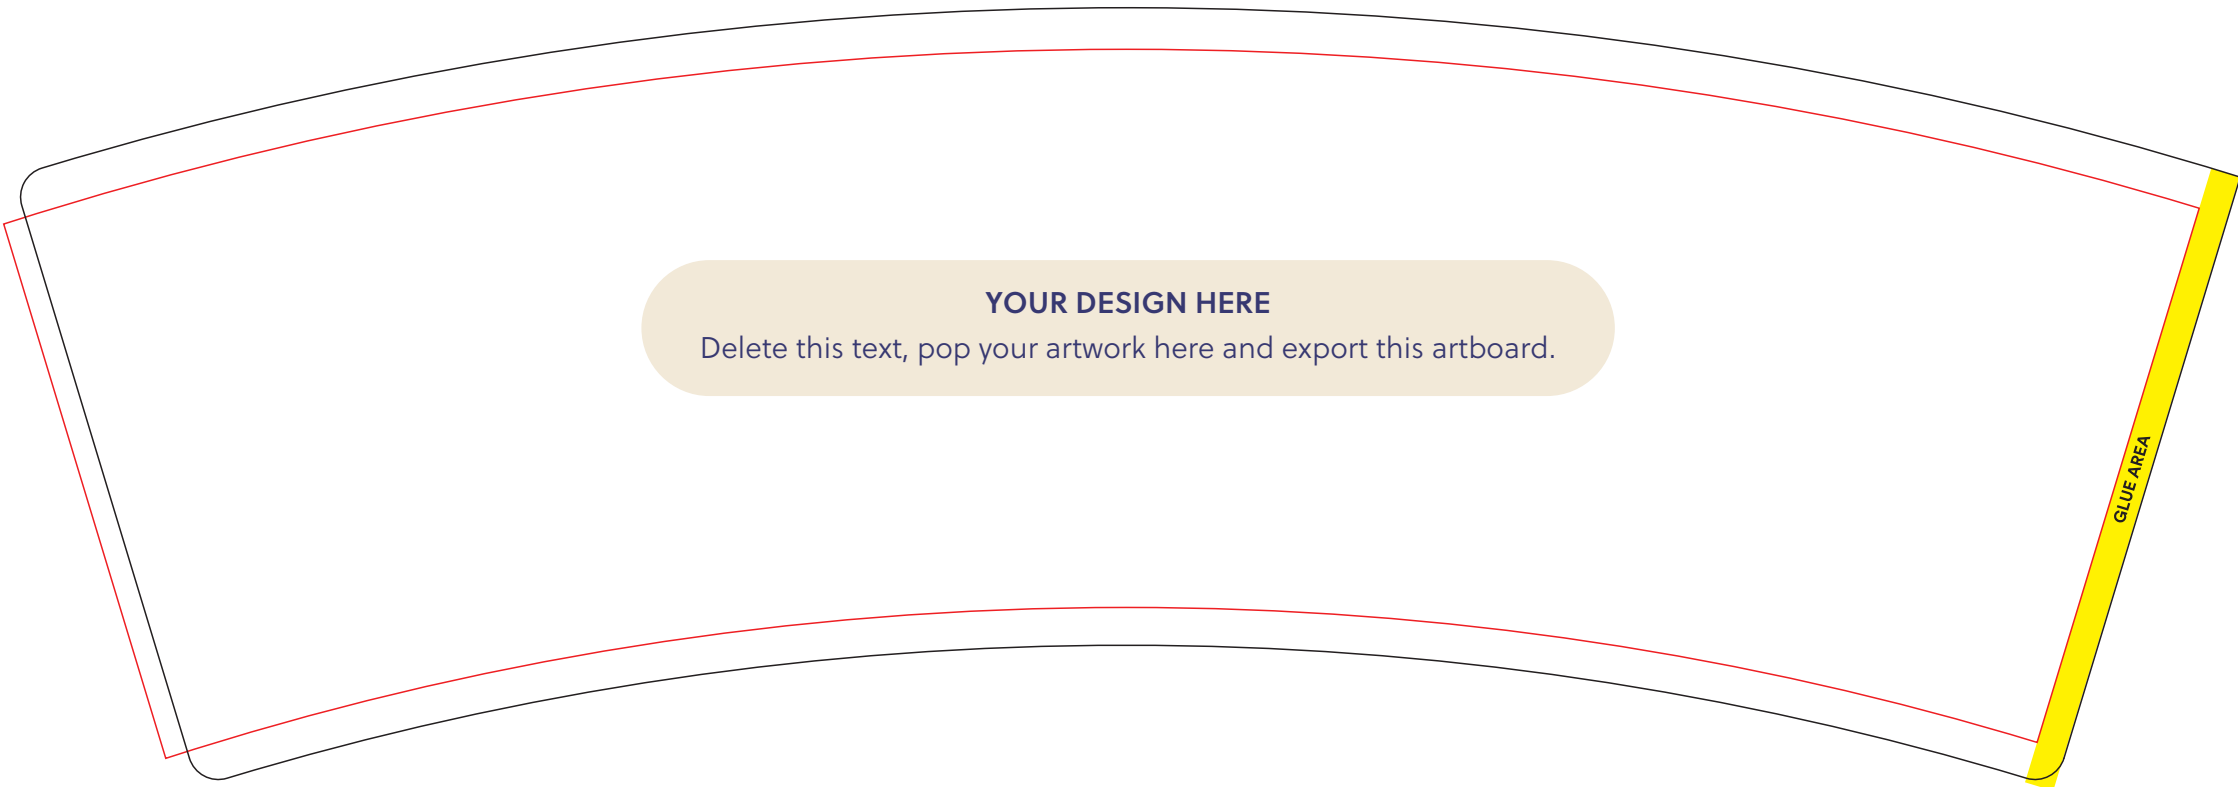 YOUR DESIGN HERE
Delete this text, pop your artwork here and export this artboard.
GLUE AREA